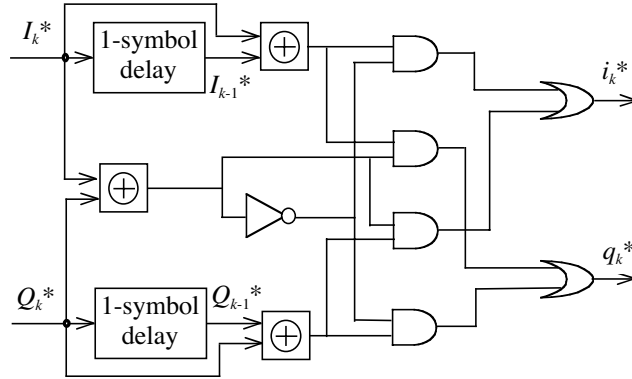 I_k* 1-symbol delay
I_{k-1}*
i_k*
Q_k* 1-symbol delay
Q_{k-1}*
q_k*